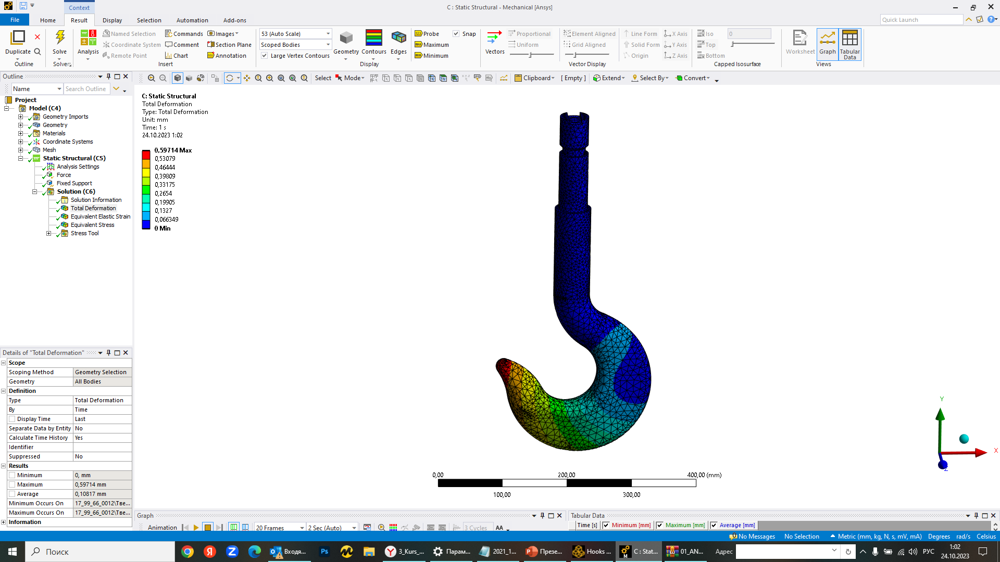 Context
C : Static Structural - Mechanical [Ansys]
File
Home
Result
Display
Selection
Automation
Add-ons
Quick Launch
Duplicate
Outline
Solve
Solver
Analysis
Named Selection
Coordinate System
Remote Point
Commands
Comment
Chart
Images
Section Plane
Annotation
Insert
53 (Auto Scale)
Scoped Bodies
Large Vertex Contours
Geometry
Contours
Edges
Display
Probe
Maximum
Minimum
Snap
Vectors
Proportional
Uniform
Element Aligned
Grid Aligned
Vector Display
Line Form
Solid Form
Origin
X Axis
Y Axis
Z Axis
Iso
Top
Bottom
0
Capped Isosurface
Worksheet
Graph
Tabular Data
Views
Outline
Name
Search Outline
Select
Mode
Clipboard
[ Empty ]
Extend
Select By
Convert
Project
Model (C4)
Geometry Imports
Geometry
Materials
Coordinate Systems
Mesh
Static Structural (C5)
Analysis Settings
Force
Fixed Support
Solution (C6)
Solution Information
Total Deformation
Equivalent Elastic Strain
Equivalent Stress
Stress Tool
C: Static Structural
Total Deformation
Type: Total Deformation
Unit: mm
Time: 1 s
24.10.2023 1:02
0,59714 Max
0,53079
0,46444
0,39809
0,33175
0,2654
0,19905
0,1327
0,066349
0 Min
Details of "Total Deformation"
Scope
Scoping Method Geometry Selection
Geometry All Bodies
Definition
Type Total Deformation
By Time
Display Time Last
Separate Data by Entity No
Calculate Time History Yes
Identifier
Suppressed No
Results
Minimum 0, mm
Maximum 0,59714 mm
Average 0,10817 mm
Minimum Occurs On 17_99_66_0012\Тве...
Maximum Occurs On 17_99_66_0012\Тве...
Information
0,00 200,00 400,00 (mm)
100,00 300,00
Y
X
Z
Graph
Animation
20 Frames
2 Sec (Auto)
3 Cycles
AA
Tabular Data
Time [s]
Minimum [mm]
Maximum [mm]
Average [mm]
No Messages
No Selection
Metric (mm, kg, N, s, mV, mA)
Degrees
rad/s
Celsius
Поиск
Входя...
3_Kurs_...
Парам...
2021_1...
Презе...
Hooks ...
C : Stat...
01_AN...
Адрес
РУС
1:02
24.10.2023